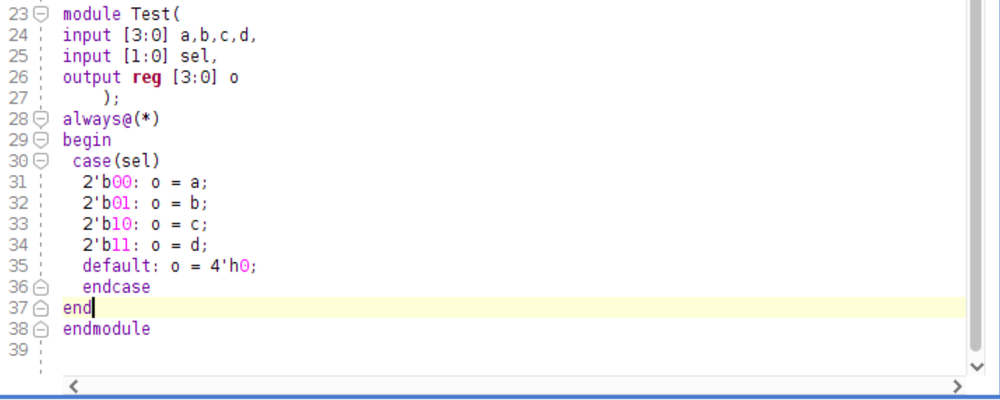 23 module Test(
24 input [3:0] a,b,c,d,
25 input [1:0] sel,
26 output reg [3:0] o
27     );
28 always@(*)
29 begin
30  case(sel)
31   2'b00: o = a;
32   2'b01: o = b;
33   2'b10: o = c;
34   2'b11: o = d;
35   default: o = 4'h0;
36   endcase
37 end
38 endmodule
39